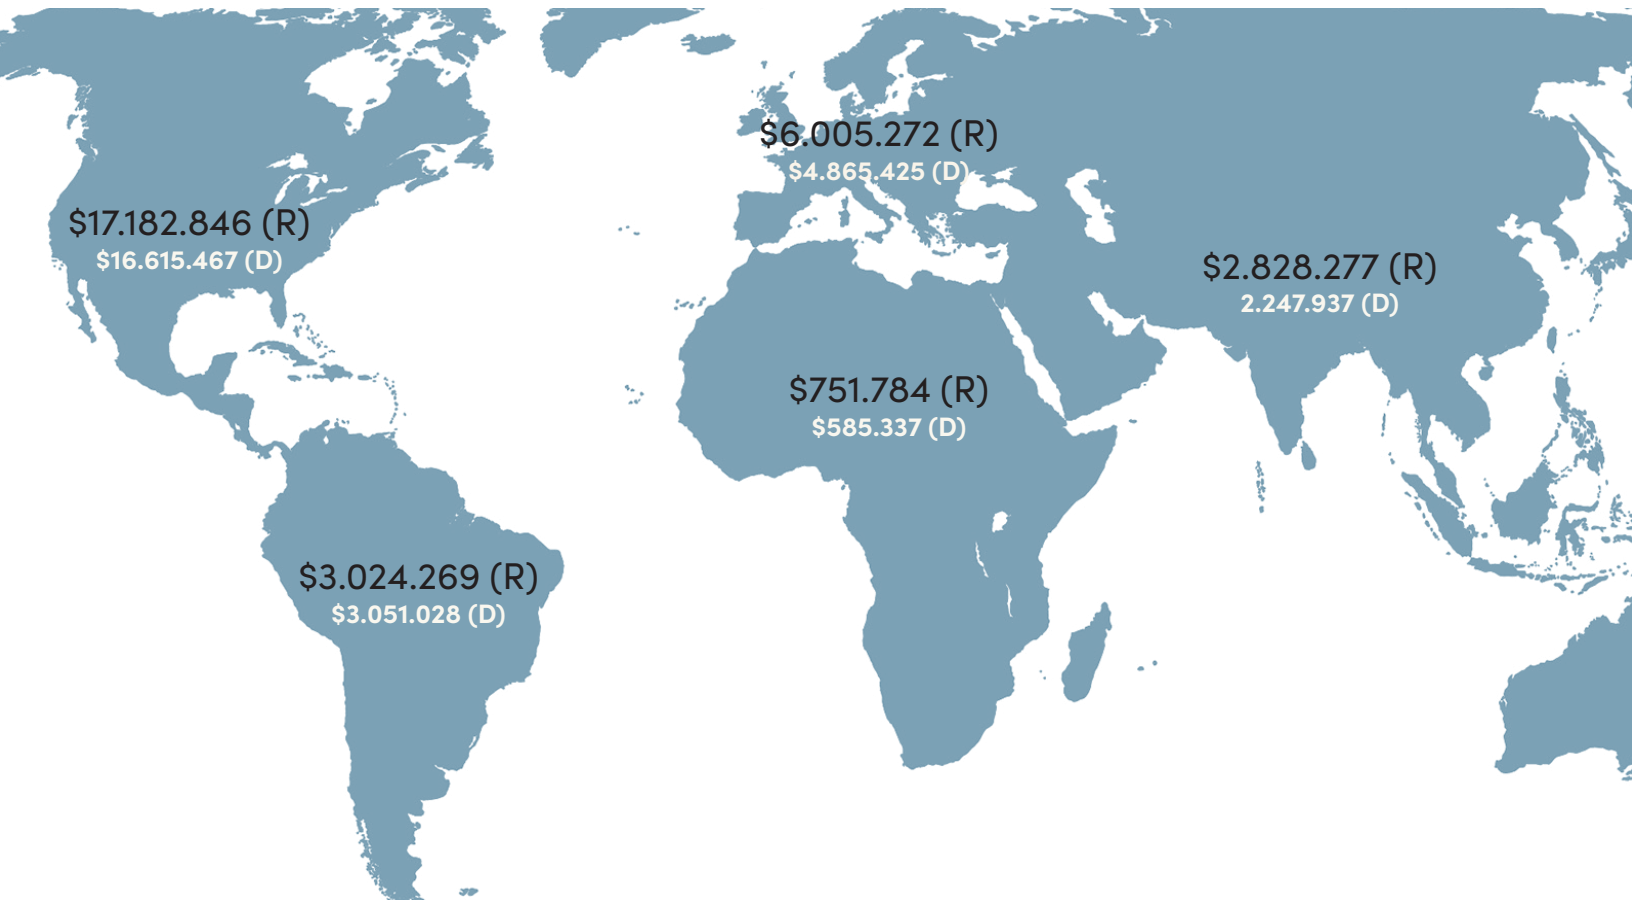 $6.005.272 (R)
$4.865.425 (D)
$17.182.846 (R)
$16.615.467 (D)
$2.828.277 (R)
2.247.937 (D)
$751.784 (R)
$585.337 (D)
$3.024.269 (R)
$3.051.028 (D)